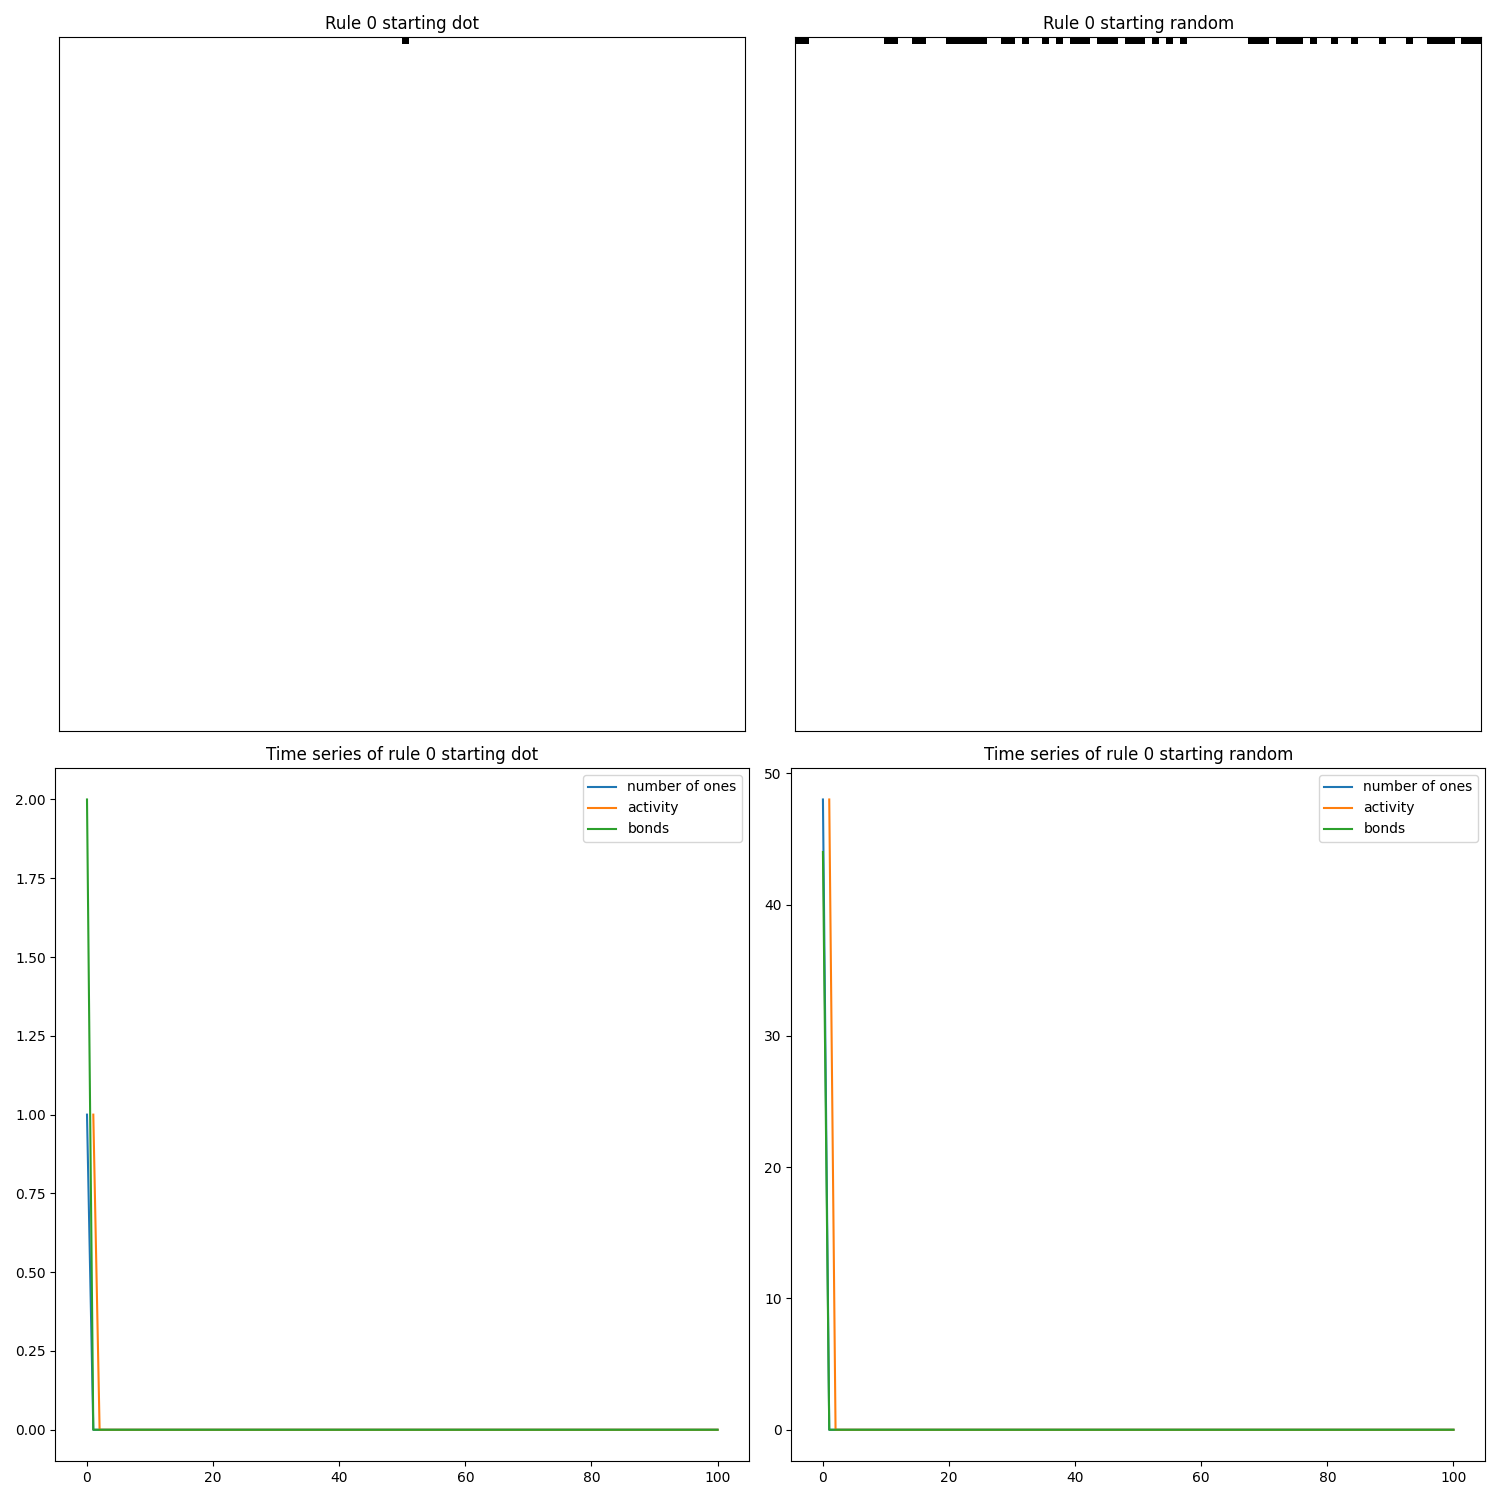 Rule 0 starting dot
Rule 0 starting random
Time series of rule 0 starting dot
2.00
1.75
1.50
1.25
1.00
0.75
0.50
0.25
0.00
0 20 40 60 80 100
number of ones
activity
bonds
Time series of rule 0 starting random
50
40
30
20
10
0
0 20 40 60 80 100
number of ones
activity
bonds